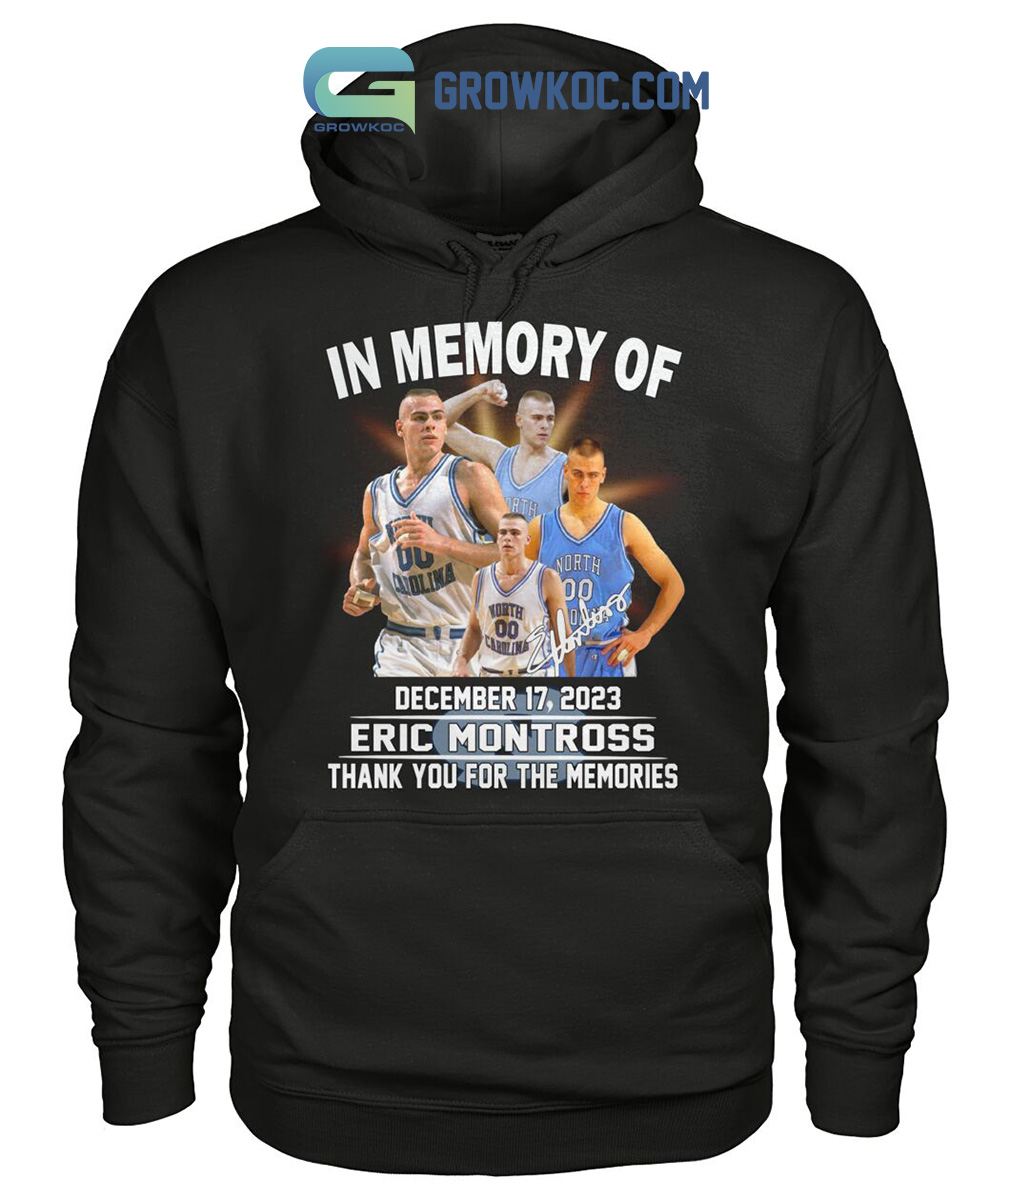 GROWKOC.COM
GROWKOC
IN MEMORY OF
NORTH
00
CAROLINA
NORTH
00
NORTH
00
CAROLINA
DECEMBER 17, 2023
ERIC MONTROSS
THANK YOU FOR THE MEMORIES